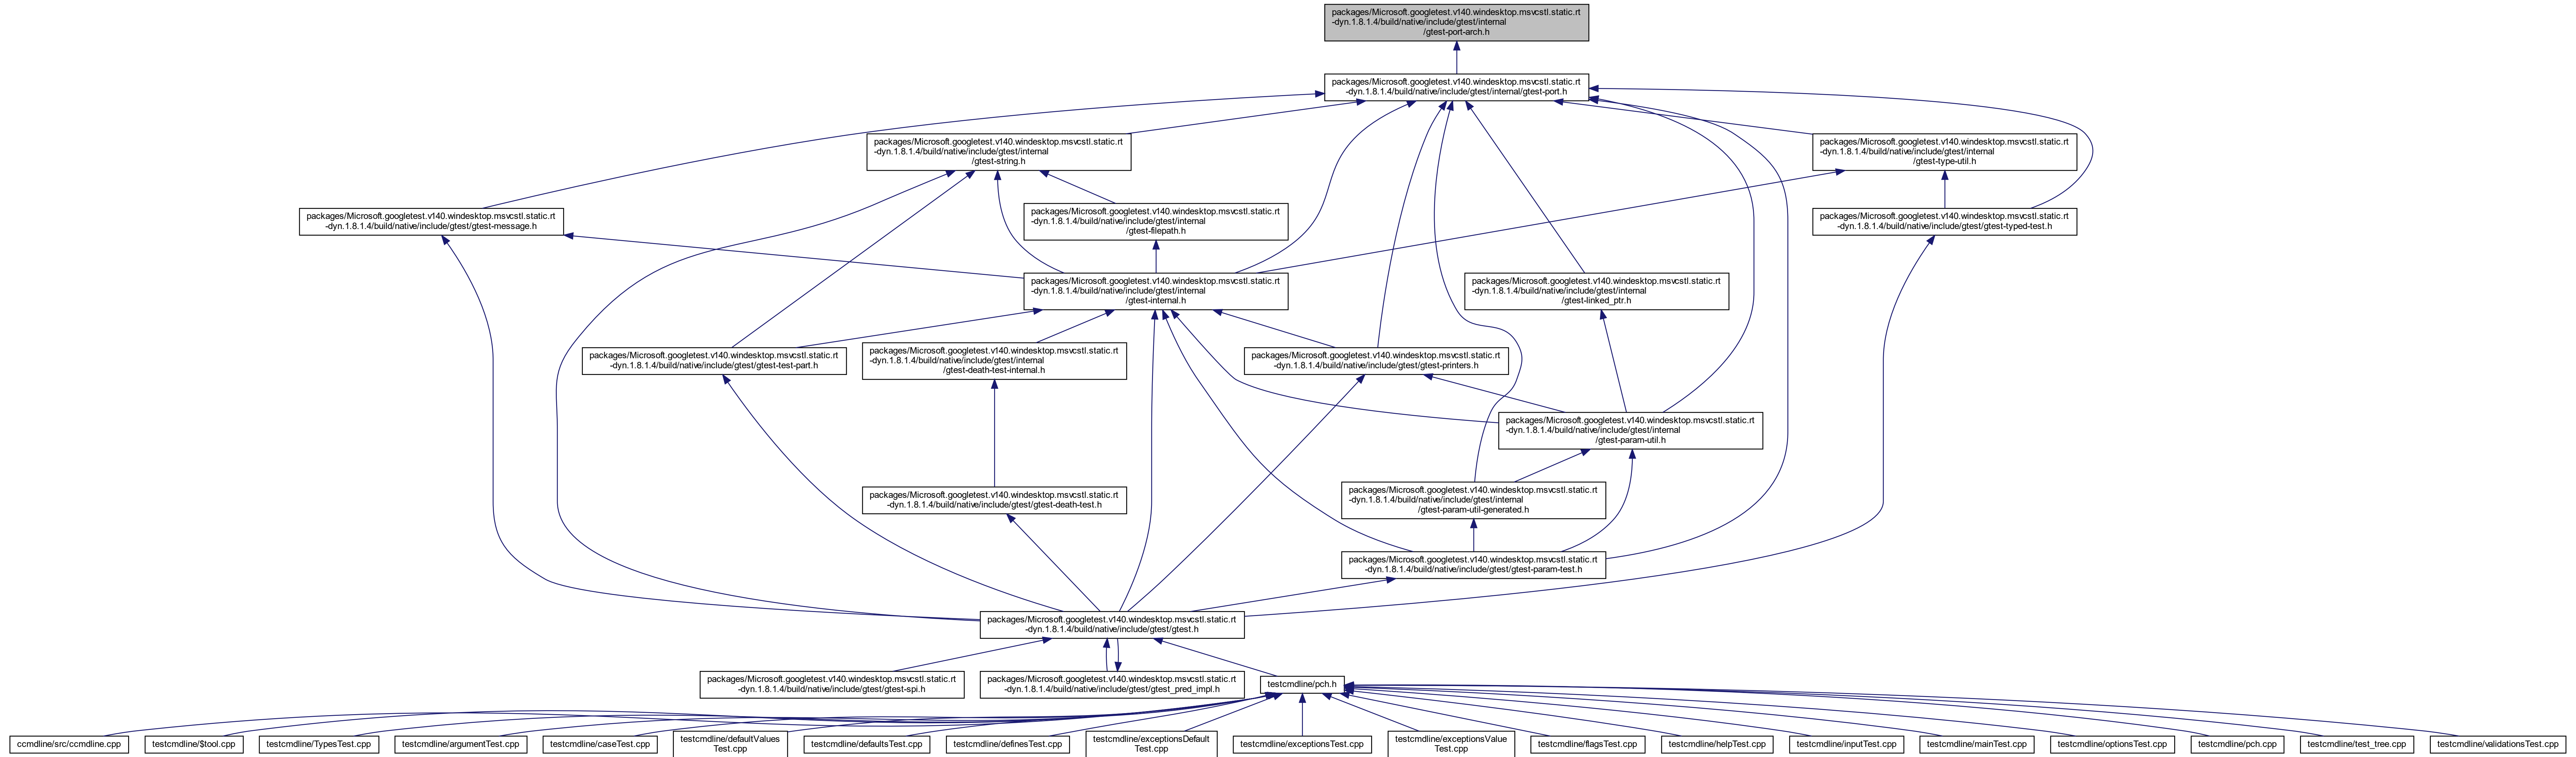 packages/Microsoft.googletest.v140.windesktop.msvcstl.static.rt
-dyn.1.8.1.4/build/native/include/gtest/internal
/gtest-port-arch.h
packages/Microsoft.googletest.v140.windesktop.msvcstl.static.rt
-dyn.1.8.1.4/build/native/include/gtest/internal/gtest-port.h
packages/Microsoft.googletest.v140.windesktop.msvcstl.static.rt
-dyn.1.8.1.4/build/native/include/gtest/internal
/gtest-string.h
packages/Microsoft.googletest.v140.windesktop.msvcstl.static.rt
-dyn.1.8.1.4/build/native/include/gtest/internal
/gtest-type-util.h
packages/Microsoft.googletest.v140.windesktop.msvcstl.static.rt
-dyn.1.8.1.4/build/native/include/gtest/gtest-message.h
packages/Microsoft.googletest.v140.windesktop.msvcstl.static.rt
-dyn.1.8.1.4/build/native/include/gtest/internal
/gtest-filepath.h
packages/Microsoft.googletest.v140.windesktop.msvcstl.static.rt
-dyn.1.8.1.4/build/native/include/gtest/gtest-typed-test.h
packages/Microsoft.googletest.v140.windesktop.msvcstl.static.rt
-dyn.1.8.1.4/build/native/include/gtest/internal
/gtest-internal.h
packages/Microsoft.googletest.v140.windesktop.msvcstl.static.rt
-dyn.1.8.1.4/build/native/include/gtest/internal
/gtest-linked_ptr.h
packages/Microsoft.googletest.v140.windesktop.msvcstl.static.rt
-dyn.1.8.1.4/build/native/include/gtest/gtest-test-part.h
packages/Microsoft.googletest.v140.windesktop.msvcstl.static.rt
-dyn.1.8.1.4/build/native/include/gtest/internal
/gtest-death-test-internal.h
packages/Microsoft.googletest.v140.windesktop.msvcstl.static.rt
-dyn.1.8.1.4/build/native/include/gtest/gtest-printers.h
packages/Microsoft.googletest.v140.windesktop.msvcstl.static.rt
-dyn.1.8.1.4/build/native/include/gtest/internal
/gtest-param-util.h
packages/Microsoft.googletest.v140.windesktop.msvcstl.static.rt
-dyn.1.8.1.4/build/native/include/gtest/gtest-death-test.h
packages/Microsoft.googletest.v140.windesktop.msvcstl.static.rt
-dyn.1.8.1.4/build/native/include/gtest/internal
/gtest-param-util-generated.h
packages/Microsoft.googletest.v140.windesktop.msvcstl.static.rt
-dyn.1.8.1.4/build/native/include/gtest/gtest-param-test.h
packages/Microsoft.googletest.v140.windesktop.msvcstl.static.rt
-dyn.1.8.1.4/build/native/include/gtest/gtest.h
packages/Microsoft.googletest.v140.windesktop.msvcstl.static.rt
-dyn.1.8.1.4/build/native/include/gtest/gtest-spi.h
packages/Microsoft.googletest.v140.windesktop.msvcstl.static.rt
-dyn.1.8.1.4/build/native/include/gtest/gtest_pred_impl.h
testcmdline/pch.h
ccmdline/src/ccmdline.cpp
testcmdline/$tool.cpp
testcmdline/TypesTest.cpp
testcmdline/argumentTest.cpp
testcmdline/caseTest.cpp
testcmdline/defaultValues
Test.cpp
testcmdline/defaultsTest.cpp
testcmdline/definesTest.cpp
testcmdline/exceptionsDefault
Test.cpp
testcmdline/exceptionsTest.cpp
testcmdline/exceptionsValue
Test.cpp
testcmdline/flagsTest.cpp
testcmdline/helpTest.cpp
testcmdline/inputTest.cpp
testcmdline/mainTest.cpp
testcmdline/optionsTest.cpp
testcmdline/pch.cpp
testcmdline/test_tree.cpp
testcmdline/validationsTest.cpp